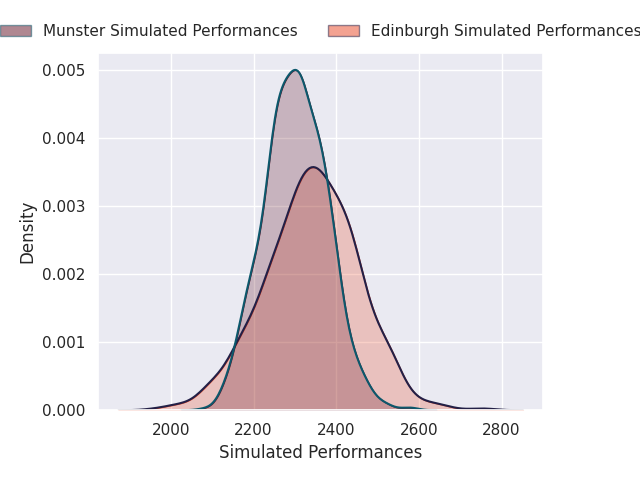 Munster Simulated Performances Edinburgh Simulated Performances
0.005
0.004
0.003
0.002
0.001
0.000
Density
2000 2200 2400 2600 2800
Simulated Performances